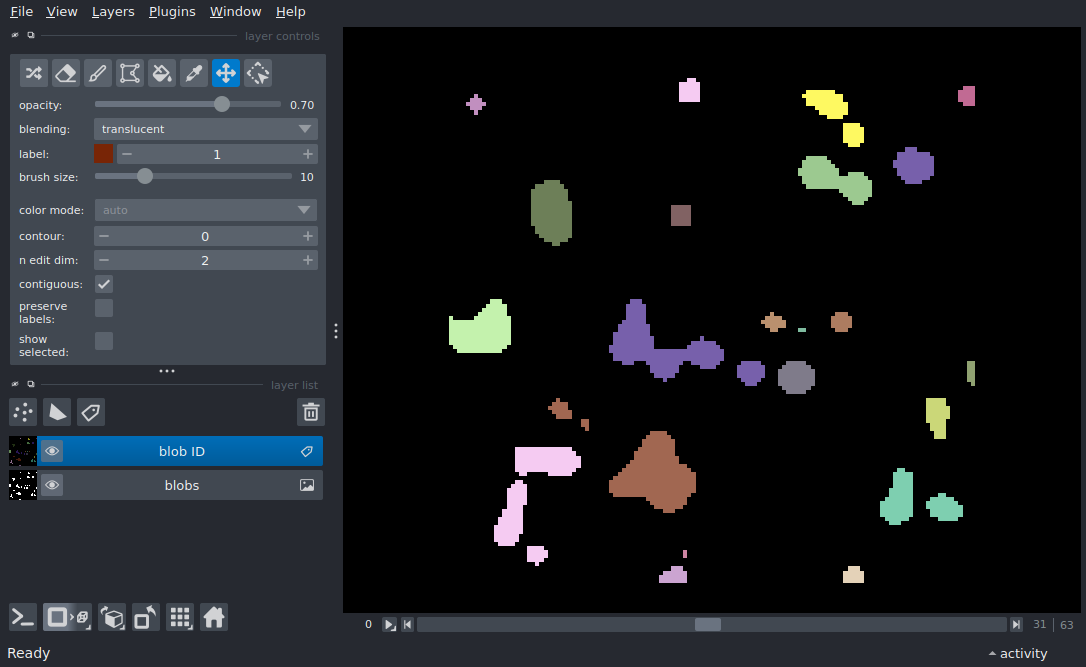 File View Layers Plugins Window Help
layer controls
opacity: 0.70
blending: translucent
label: 1
brush size: 10
color mode: auto
contour: 0
n edit dim: 2
contiguous:
preserve
labels:
show
selected:
layer list
blob ID
blobs
0 31 63
Ready activity